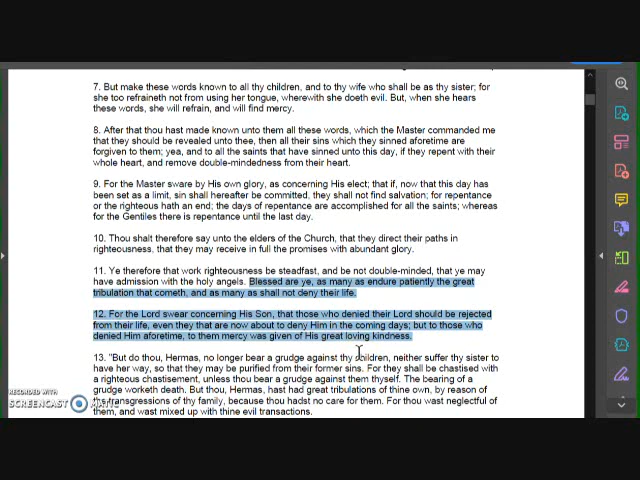 7. But make these words known to all thy children, and to thy wife who shall be as thy sister; for
she too refraineth not from using her tongue, wherewith she doeth evil. But, when she hears
these words, she will refrain, and will find mercy.
8. After that thou hast made known unto them all these words, which the Master commanded me
that they should be revealed unto thee, then all their sins which they sinned aforetime are
forgiven to them; yea, and to all the saints that have sinned unto this day, if they repent with their
whole heart, and remove double-mindedness from their heart.
9. For the Master sware by His own glory, as concerning His elect; that if, now that this day has
been set as a limit, sin shall hereafter be committed, they shall not find salvation; for repentance
or the righteous hath an end; the days of repentance are accomplished for all the saints; whereas
for the Gentiles there is repentance until the last day.
10. Thou shalt therefore say unto the elders of the Church, that they direct their paths in
righteousness, that they may receive in full the promises with abundant glory.
11. Ye therefore that work righteousness be steadfast, and be not double-minded, that ye may
have admission with the holy angels. Blessed are ye, as many as endure patiently the great
tribulation that cometh, and as many as shall not deny their life.
12. For the Lord swear concerning His Son, that those who denied their Lord should be rejected
from their life, even they that are now about to deny Him in the coming days; but to those who
denied Him aforetime, to them mercy was given of His great loving kindness.
13. "But do thou, Hermas, no longer bear a grudge against thy children, neither suffer thy sister to
have her way, so that they may be purified from their former sins. For they shall be chastised with
a righteous chastisement, unless thou bear a grudge against them thyself. The bearing of a
grudge worketh death. But thou, Hermas, hast had great tribulations of thine own, by reason of
the transgressions of thy family, because thou hadst no care for them. For thou wast neglectful of
them, and wast mixed up with thine evil transactions.
RECORDED WITH
SCREENCAST MATIC